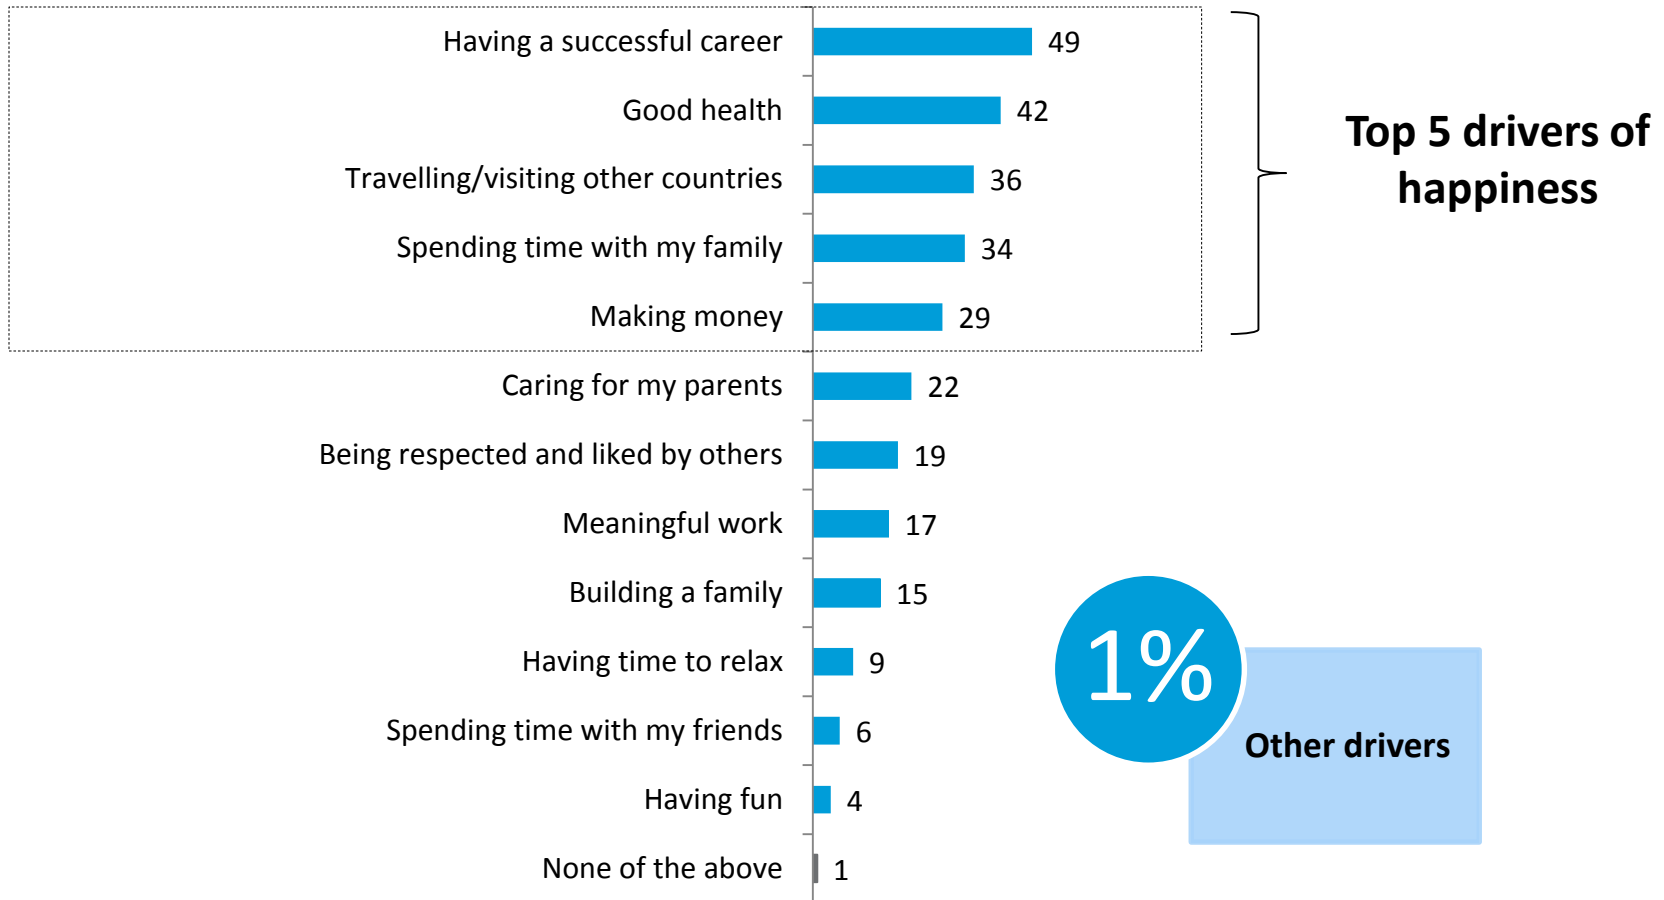 Having a successful career 49
Good health 42
Travelling/visiting other countries 36
Spending time with my family 34
Making money 29
Top 5 drivers of
happiness
Caring for my parents 22
Being respected and liked by others 19
Meaningful work 17
Building a family 15
Having time to relax 9
Spending time with my friends 6
Having fun 4
None of the above 1
1%
Other drivers